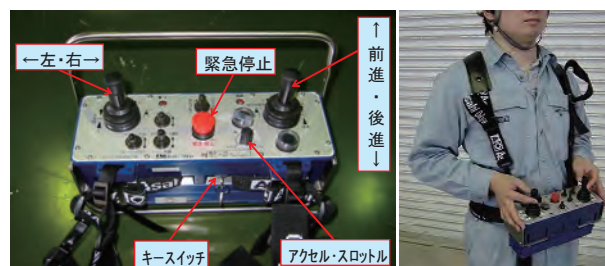 ←左・右→
緊急停止
↑前進・後進↓
キースイッチ
アクセル・スロットル